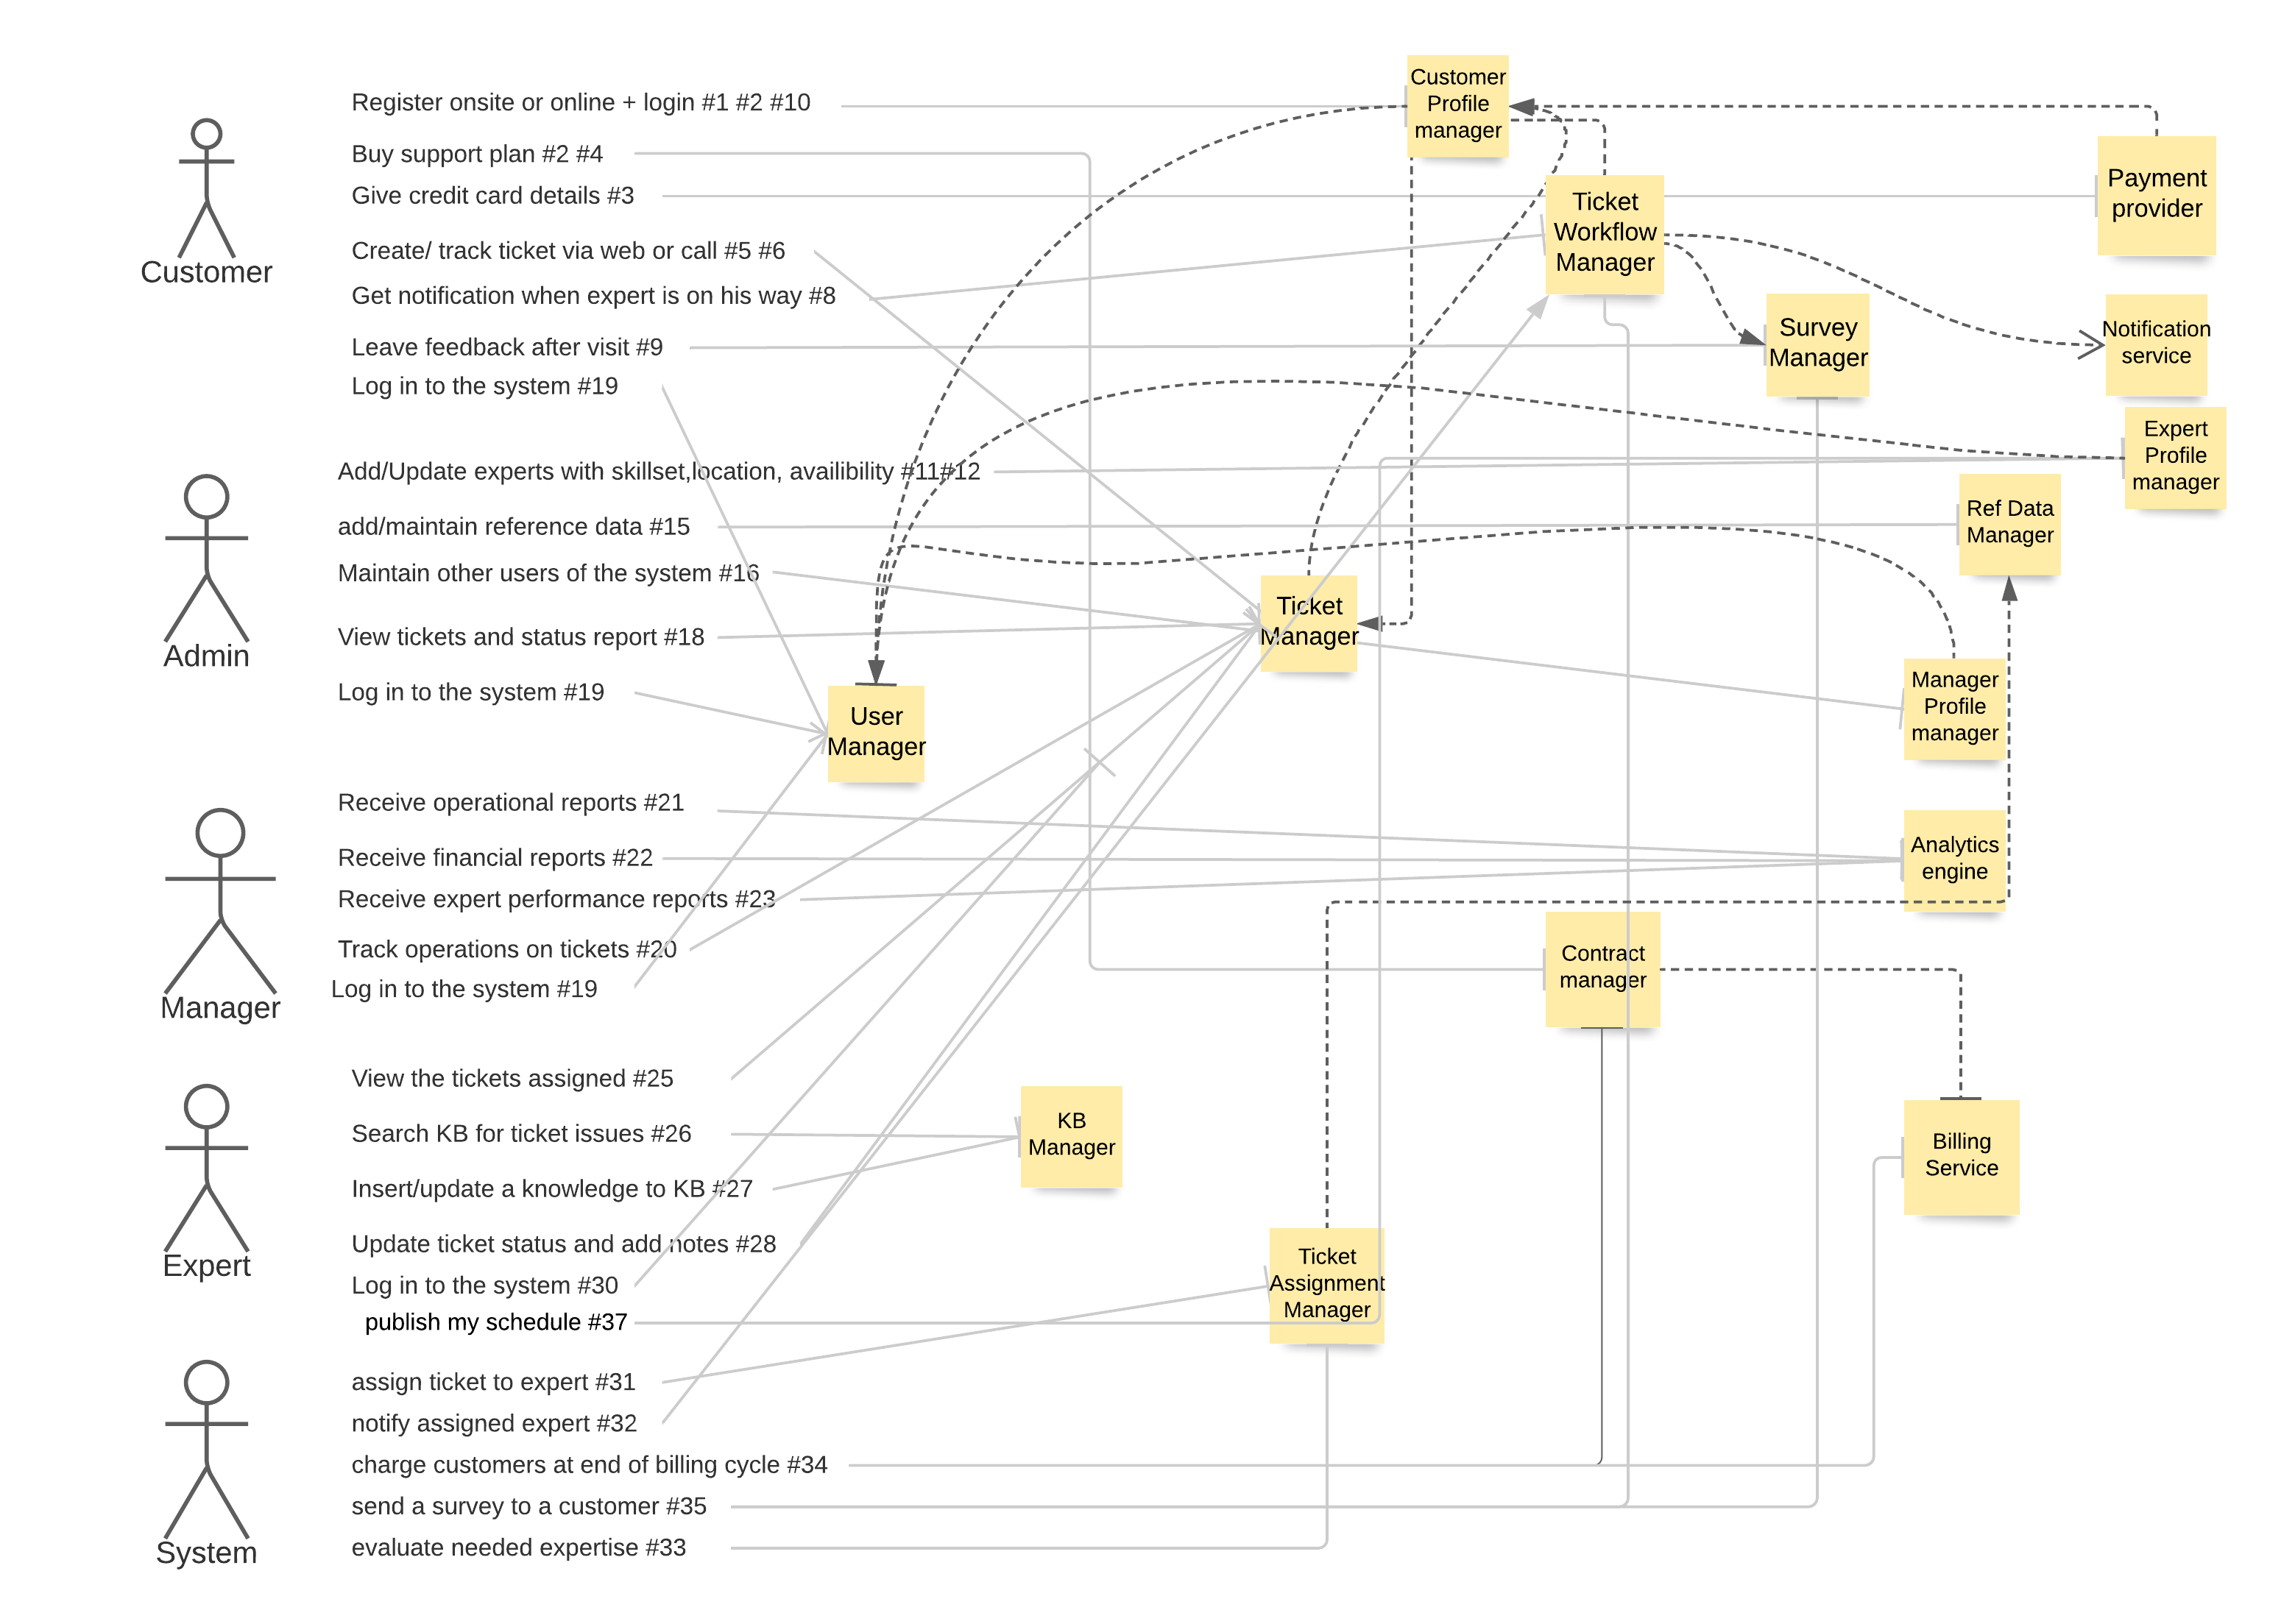 Customer
Register onsite or online + login #1 #2 #10
Buy support plan #2 #4
Give credit card details #3
Create/ track ticket via web or call #5 #6
Get notification when expert is on his way #8
Leave feedback after visit #9
Log in to the system #19
Admin
Add/Update experts with skillset,location, availibility #11#12
add/maintain reference data #15
Maintain other users of the system #16
View tickets and status report #18
Log in to the system #19
Manager
Receive operational reports #21
Receive financial reports #22
Receive expert performance reports #23
Track operations on tickets #20
Log in to the system #19
Expert
View the tickets assigned #25
Search KB for ticket issues #26
Insert/update a knowledge to KB #27
Update ticket status and add notes #28
Log in to the system #30
publish my schedule #37
System
assign ticket to expert #31
notify assigned expert #32
charge customers at end of billing cycle #34
send a survey to a customer #35
evaluate needed expertise #33
Customer
Profile
manager
Payment
provider
Ticket
Workflow
Manager
Survey
Manager
Notification
service
Expert
Profile
manager
Ref Data
Manager
Ticket
Manager
User
Manager
Manager
Profile
manager
Analytics
engine
Contract
manager
KB
Manager
Billing
Service
Ticket
Assignment
Manager